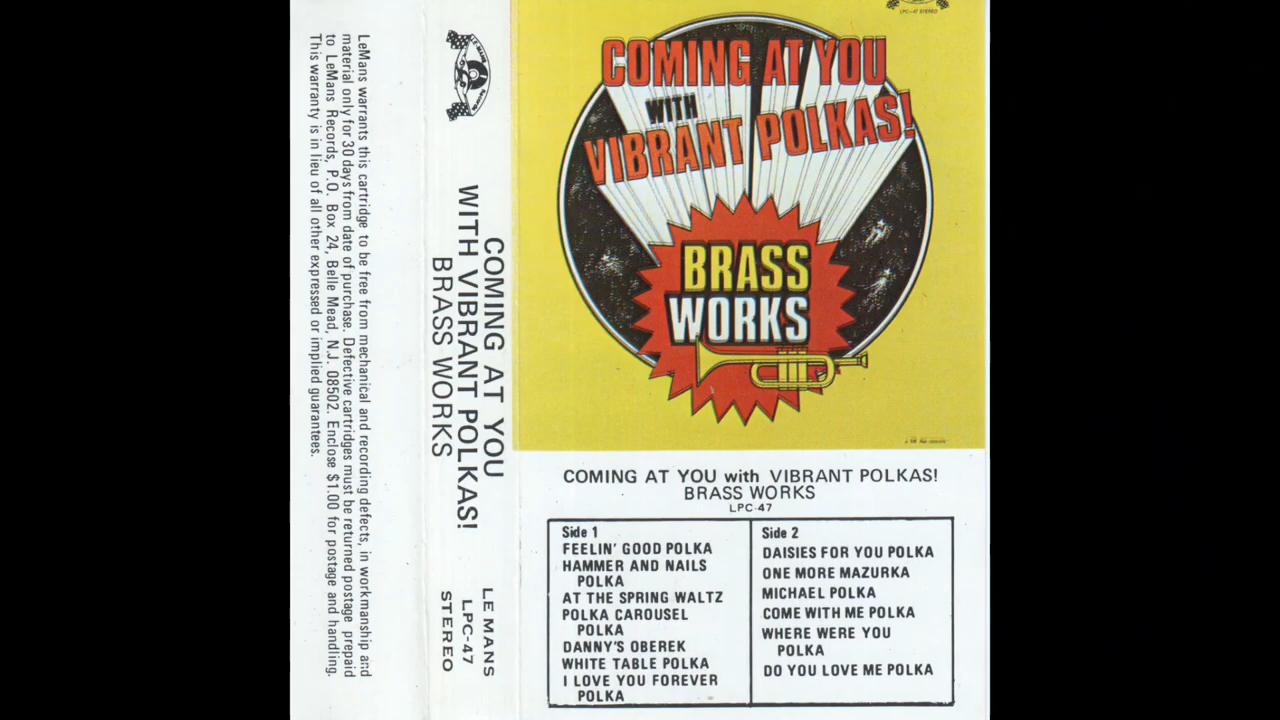 LeMans warrants this cartridge to be free from mechanical and recording defects, in workmanship and
material only for 30 days from date of purchase. Defective cartridges must be returned postage prepaid
to LeMans Records, P.O. Box 24, Belle Mead, N.J. 08502. Enclose $1.00 for postage and handling.
This warranty is in lieu of all other expressed or implied guarantees.
LE-MANS
Records
COMING AT YOU
WITH VIBRANT POLKAS!
BRASS WORKS
LE MANS
LPC-47
STEREO
LPC-47 STEREO
COMING AT YOU
WITH
VIBRANT POLKAS!
BRASS
WORKS
COMING AT YOU with VIBRANT POLKAS!
BRASS WORKS
LPC-47
Side 1
FEELIN' GOOD POLKA
HAMMER AND NAILS
POLKA
AT THE SPRING WALTZ
POLKA CAROUSEL
POLKA
DANNY'S OBEREK
WHITE TABLE POLKA
I LOVE YOU FOREVER
POLKA
Side 2
DAISIES FOR YOU POLKA
ONE MORE MAZURKA
MICHAEL POLKA
COME WITH ME POLKA
WHERE WERE YOU
POLKA
DO YOU LOVE ME POLKA